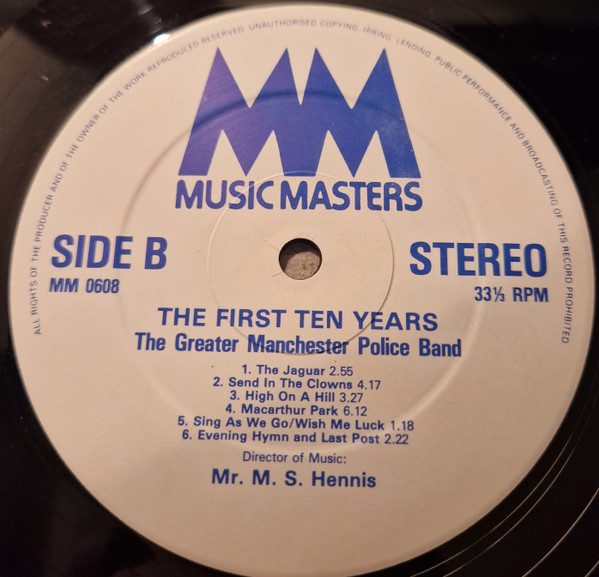 ALL RIGHTS OF THE PRODUCER AND OF THE OWNER OF THE WORK REPRODUCED RESERVED. UNAUTHORISED COPYING, HIRING, LENDING, PUBLIC PERFORMANCE AND BROADCASTING OF THIS RECORD PROHIBITED
MM
MUSIC MASTERS
SIDE B
STEREO
MM 0608
33⅓ RPM
THE FIRST TEN YEARS
The Greater Manchester Police Band
1. The Jaguar 2.55
2. Send In The Clowns 4.17
3. High On A Hill 3.27
4. Macarthur Park 6.12
5. Sing As We Go/Wish Me Luck 1.18
6. Evening Hymn and Last Post 2.22
Director of Music:
Mr. M. S. Hennis